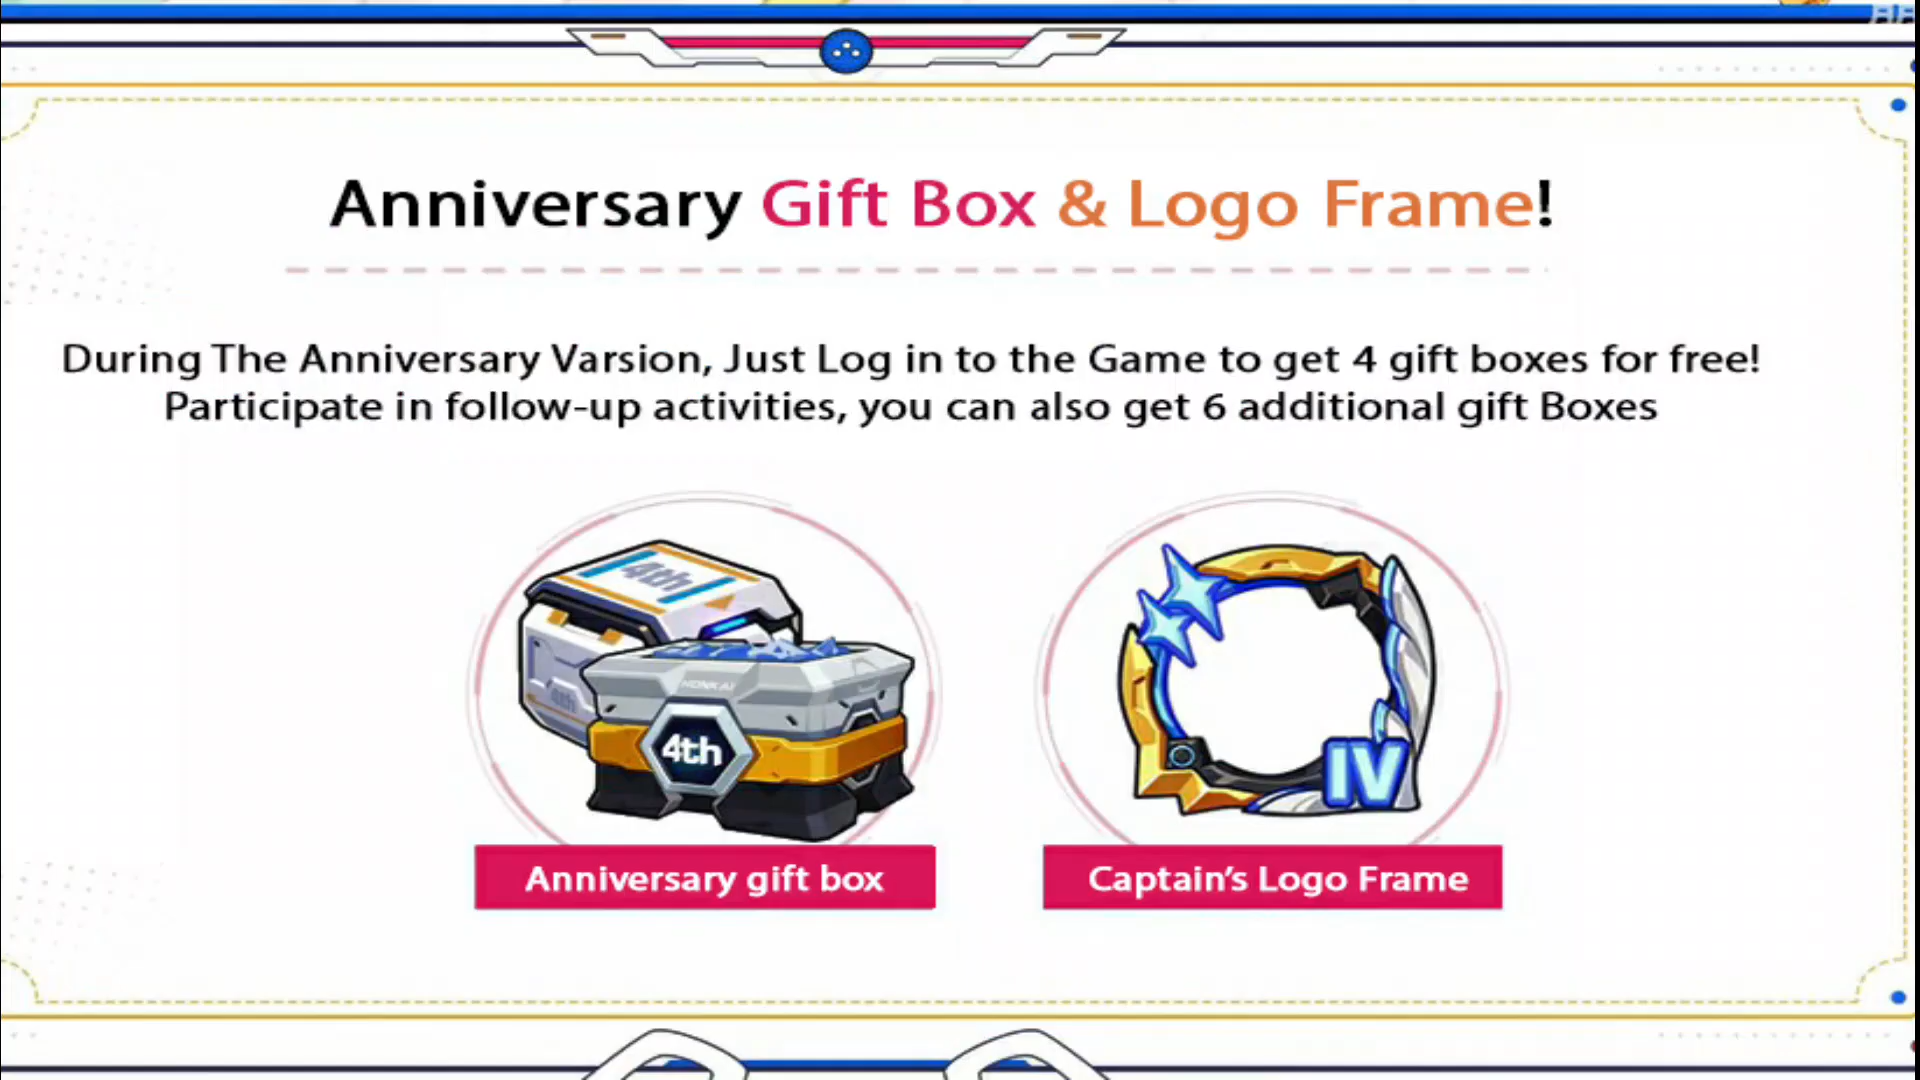 Anniversary Gift Box & Logo Frame!
During The Anniversary Varsion, Just Log in to the Game to get 4 gift boxes for free!
Participate in follow-up activities, you can also get 6 additional gift Boxes
4th
4th
HONKAI
4th
IV
Anniversary gift box
Captain's Logo Frame